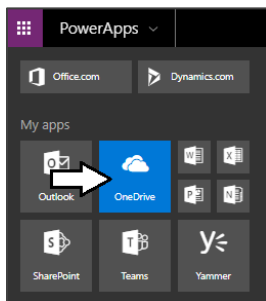 PowerApps
Office.com
Dynamics.com
My apps
Outlook
OneDrive
SharePoint
Teams
Yammer